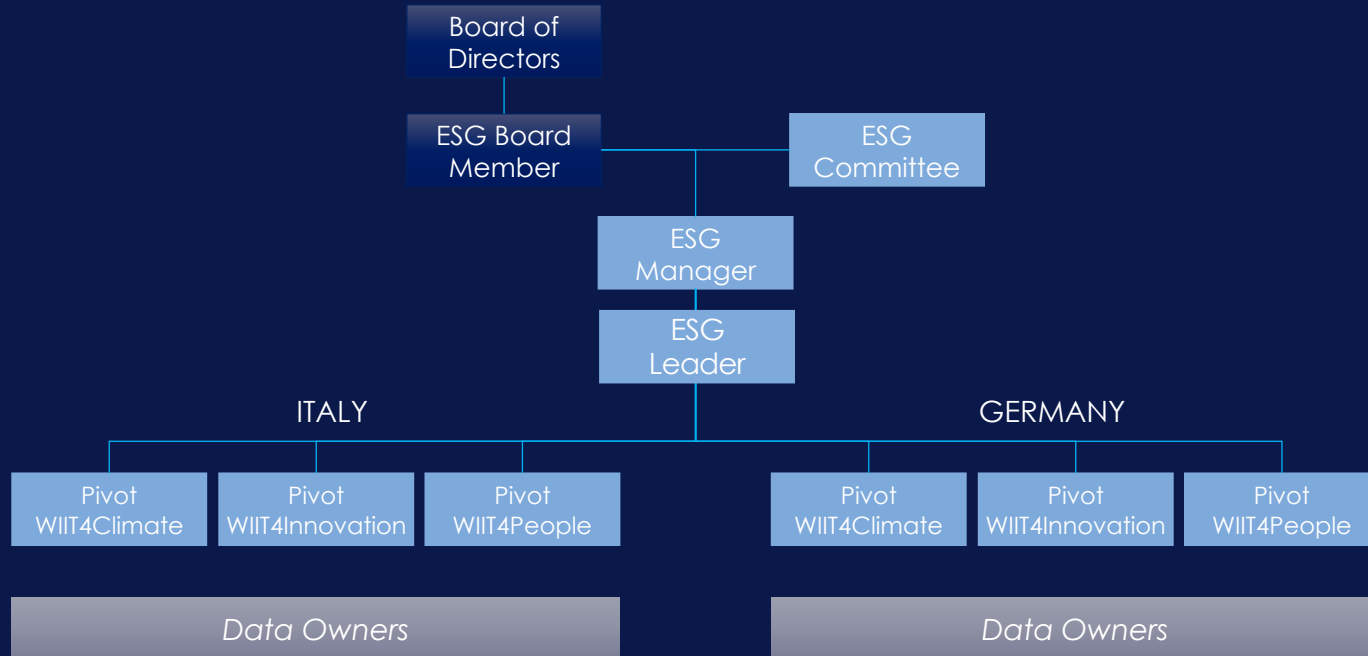 Board of
Directors
ESG Board
Member
ESG
Committee
ESG
Manager
ESG
Leader
ITALY
GERMANY
Pivot
WIIT4Climate
Pivot
WIIT4Innovation
Pivot
WIIT4People
Pivot
WIIT4Climate
Pivot
WIIT4Innovation
Pivot
WIIT4People
Data Owners
Data Owners